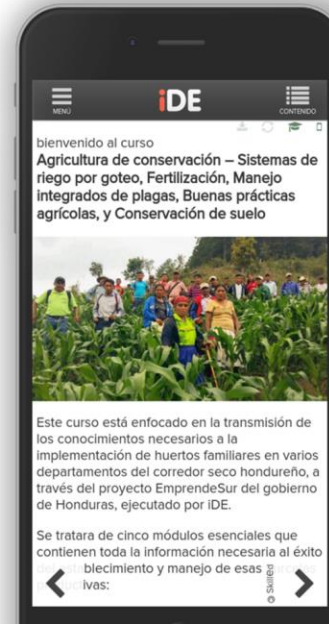 iDE
MENÚ
CONTENIDO
bienvenido al curso
Agricultura de conservación – Sistemas de
riego por goteo, Fertilización, Manejo
integrados de plagas, Buenas prácticas
agrícolas, y Conservación de suelo
Este curso está enfocado en la transmisión de
los conocimientos necesarios a la
implementación de huertos familiares en varios
departamentos del corredor seco hondureño, a
través del proyecto EmprendeSur del gobierno
de Honduras, ejecutado por iDE.
Se tratara de cinco módulos esenciales que
contienen toda la información necesaria al éxito
blecimiento y manejo de esas
ivas:
© SkillEd